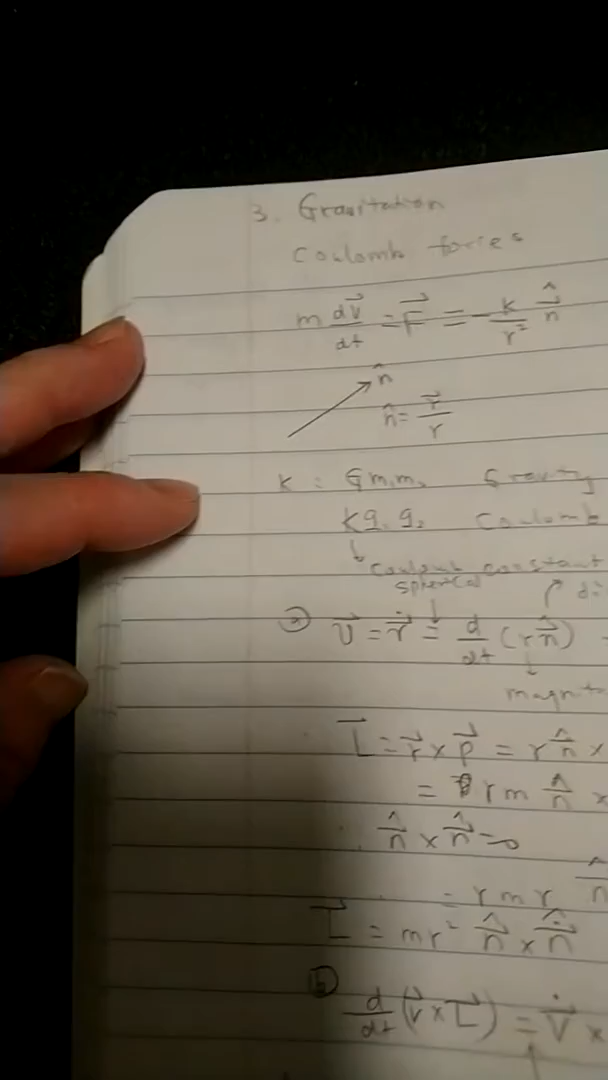 3. Gravitation
Coulomb forces
m dv⃗/dt = F⃗ = - k/r² n̂
n̂
n̂ = r⃗/r
K : Gm₁m₂ Gravity
Kq₁q₂ Coulomb
↓ Coulomb constant
spherical
ⓐ v⃗ = ṙ⃗ = d/dt (r n̂)
L⃗ = r⃗ × p⃗ = r n̂ ×
= r m n̂ ×
n̂ × n̂ = 0
= r m r n̂
L⃗ = mr² n̂ × n̂̇
ⓑ d/dt (v⃗ × L⃗) = v⃗̇ ×